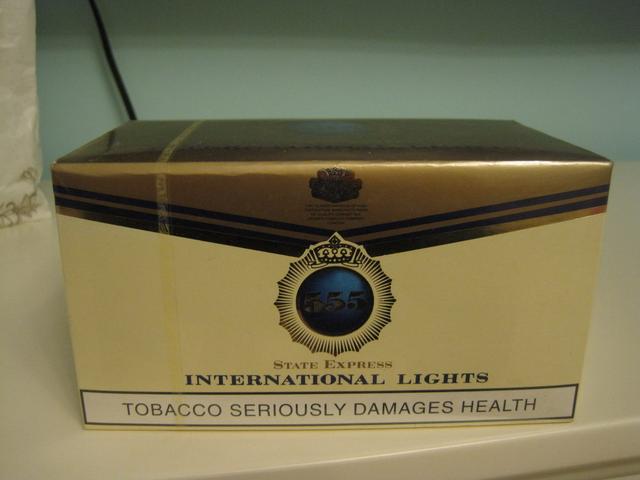 555
STATE EXPRESS
INTERNATIONAL LIGHTS
TOBACCO SERIOUSLY DAMAGES HEALTH